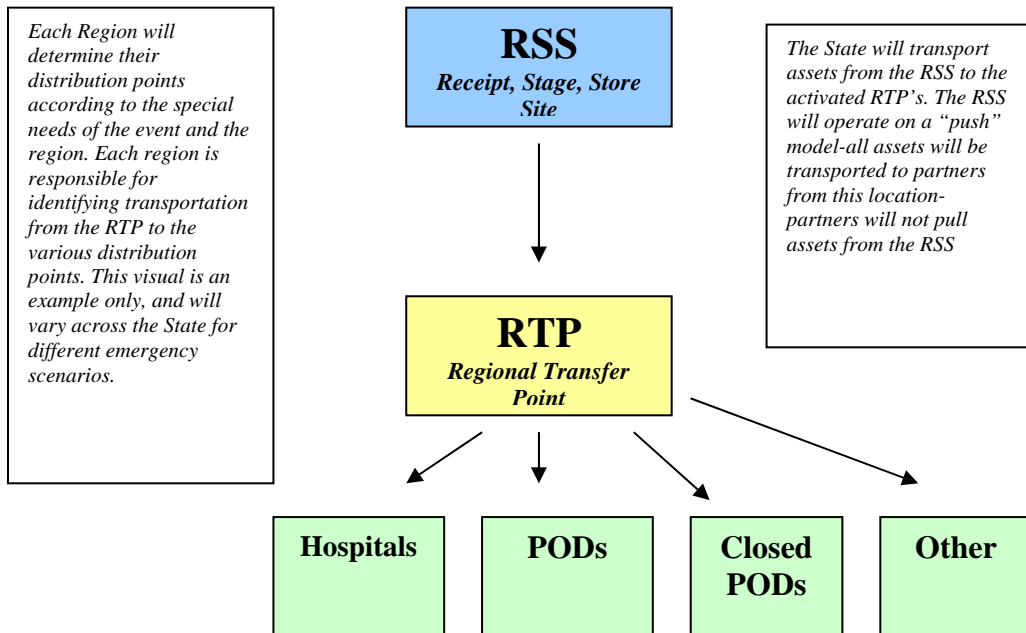 Each Region will
determine their
distribution points
according to the special
needs of the event and the
region. Each region is
responsible for
identifying transportation
from the RTP to the
various distribution
points. This visual is an
example only, and will
vary across the State for
different emergency
scenarios.
RSS
Receipt, Stage, Store
Site
The State will transport
assets from the RSS to the
activated RTP's. The RSS
will operate on a “push”
model-all assets will be
transported to partners
from this location-
partners will not pull
assets from the RSS
RTP
Regional Transfer
Point
Hospitals
PODs
Closed
PODs
Other